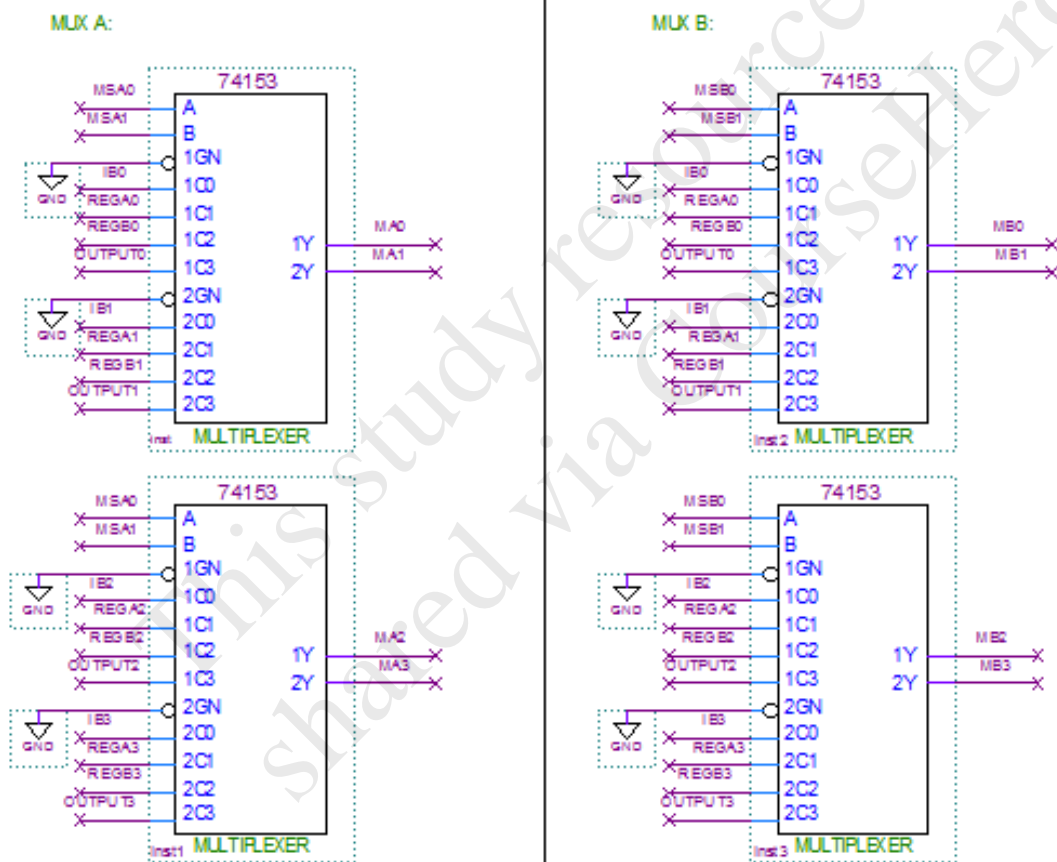 MUX A:
74153
MSA0
A
MSA1
B
1GN
GND
IB0
1C0
REGA0
1C1
REGB0
1C2
OUTPUT0
1C3
1Y
MA0
2Y
MA1
2GN
GND
IB1
2C0
REGA1
2C1
REGB1
2C2
OUTPUT1
2C3
inst
MULTIPLEXER
74153
MSA0
A
MSA1
B
1GN
GND
IB2
1C0
REGA2
1C1
REGB2
1C2
OUTPUT2
1C3
1Y
MA2
2Y
MA3
2GN
GND
IB3
2C0
REGA3
2C1
REGB3
2C2
OUTPUT3
2C3
inst1
MULTIPLEXER
MUX B:
74153
MSB0
A
MSB1
B
1GN
GND
IB0
1C0
REGA0
1C1
REGB0
1C2
OUTPUT0
1C3
1Y
MB0
2Y
MB1
2GN
GND
IB1
2C0
REGA1
2C1
REGB1
2C2
OUTPUT1
2C3
inst2
MULTIPLEXER
74153
MSB0
A
MSB1
B
1GN
GND
IB2
1C0
REGA2
1C1
REGB2
1C2
OUTPUT2
1C3
1Y
MB2
2Y
MB3
2GN
GND
IB3
2C0
REGA3
2C1
REGB3
2C2
OUTPUT3
2C3
inst3
MULTIPLEXER
This study resource
shared via CourseHero